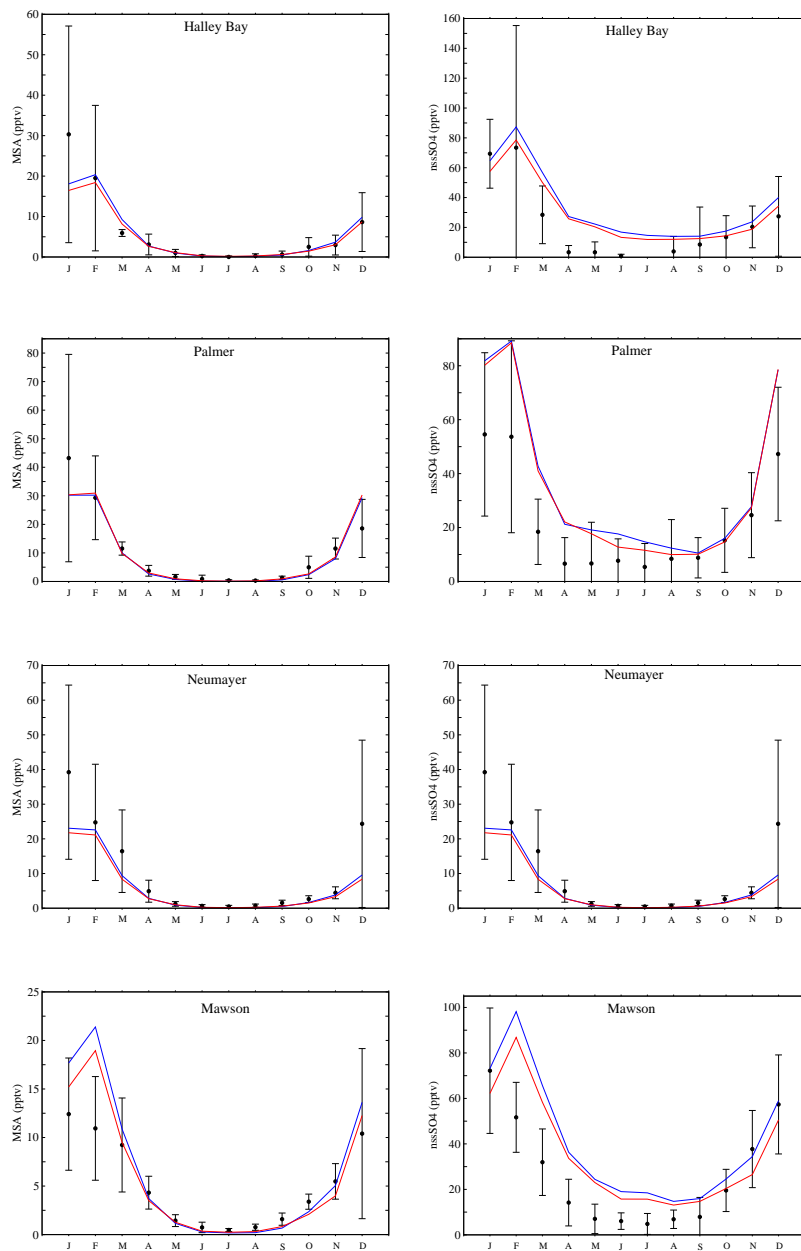 Halley Bay
MSA (pptv)
60
50
40
30
20
10
0
J F M A M J J A S O N D
Halley Bay
nssSO4 (pptv)
160
140
120
100
80
60
40
20
0
J F M A M J J A S O N D
Palmer
MSA (pptv)
80
70
60
50
40
30
20
10
0
J F M A M J J A S O N D
Palmer
nssSO4 (pptv)
80
60
40
20
0
J F M A M J J A S O N D
Neumayer
MSA (pptv)
70
60
50
40
30
20
10
0
J F M A M J J A S O N D
Neumayer
nssSO4 (pptv)
70
60
50
40
30
20
10
0
J F M A M J J A S O N D
Mawson
MSA (pptv)
25
20
15
10
5
0
J F M A M J J A S O N D
Mawson
nssSO4 (pptv)
100
80
60
40
20
0
J F M A M J J A S O N D